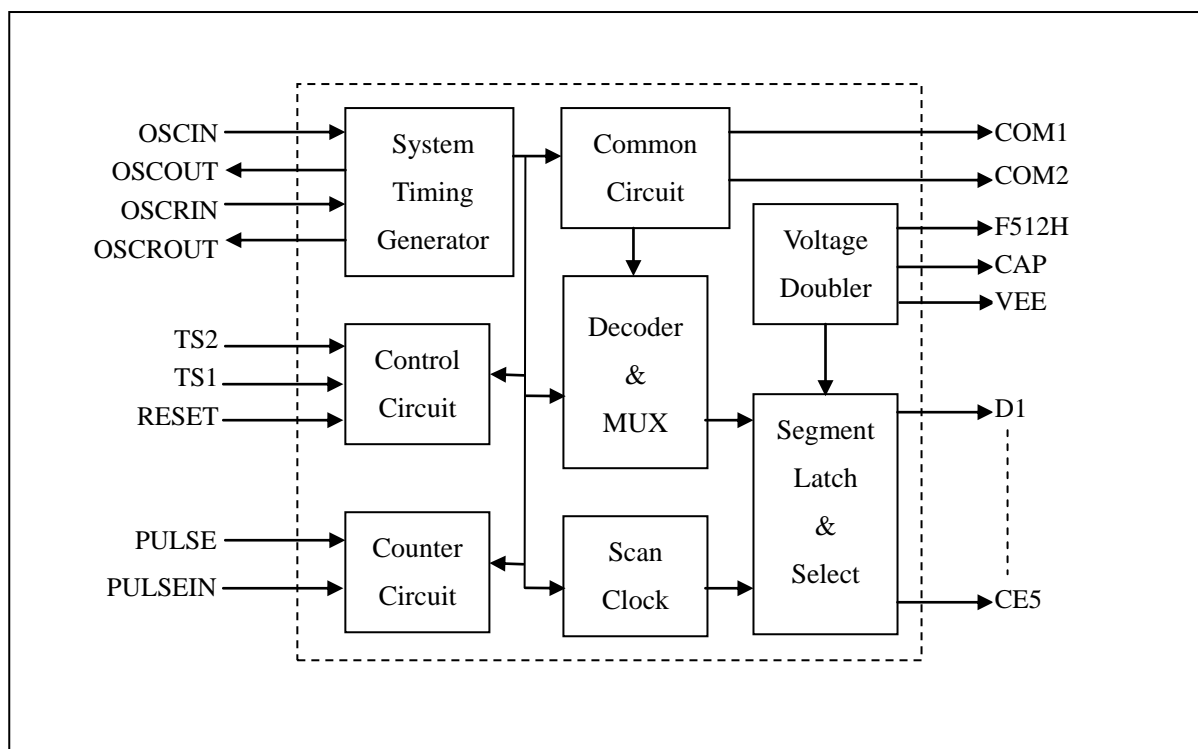 OSCIN
OSCOUT
OSCRIN
OSCROUT
System
Timing
Generator
Common
Circuit
COM1
COM2
Voltage
Doubler
F512H
CAP
VEE
TS2
TS1
RESET
Control
Circuit
Decoder
&
MUX
Segment
Latch
&
Select
D1
CE5
PULSE
PULSEIN
Counter
Circuit
Scan
Clock